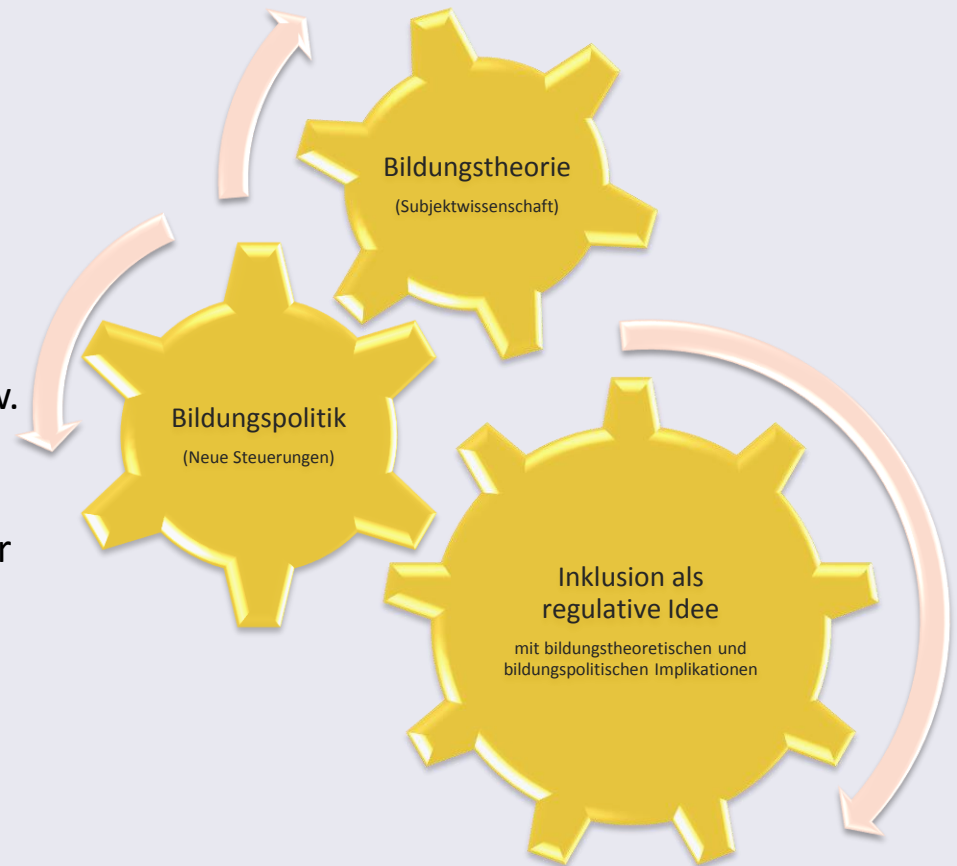 Bildungstheorie
(Subjektwissenschaft)
w.
Bildungspolitik
(Neue Steuerungen)
r
Inklusion als
regulative Idee
mit bildungstheoretischen und
bildungspolitischen Implikationen